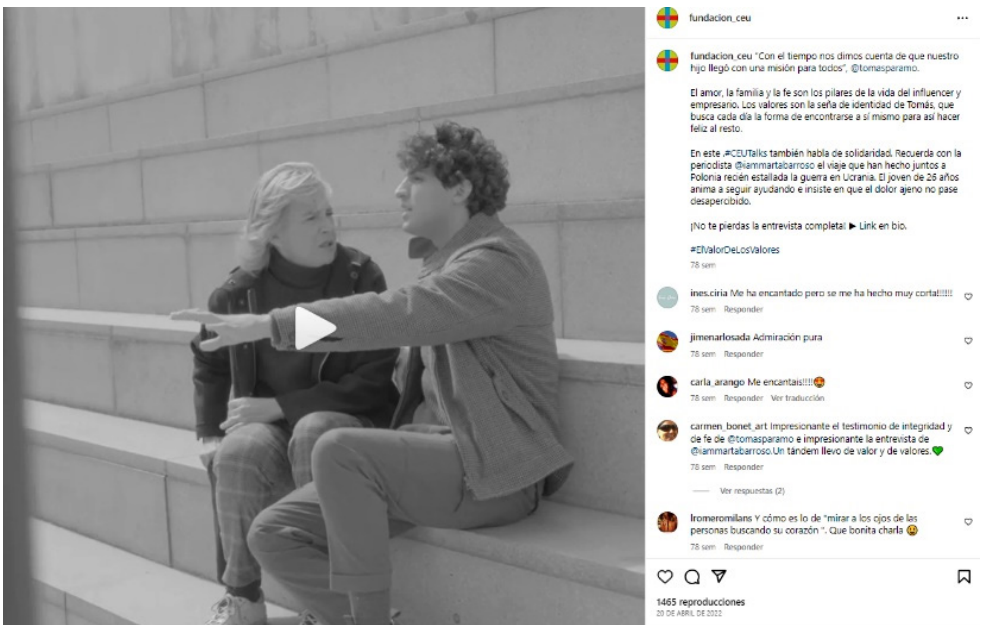 fundacion_ceu
fundacion_ceu "Con el tiempo nos dimos cuenta de que nuestro
hijo llegó con una misión para todos", @tomasparamo.
El amor, la familia y la fe son los pilares de la vida del influencer y
empresario. Los valores son la seña de identidad de Tomás, que
busca cada día la forma de encontrarse a sí mismo para así hacer
feliz al resto.
En este .#CEUTalks también habla de solidaridad. Recuerda con la
periodista @iammartabarroso el viaje que han hecho juntos a
Polonia recién estallada la guerra en Ucrania. El joven de 26 años
anima a seguir ayudando e insiste en que el dolor ajeno no pase
desapercibido.
¡No te pierdas la entrevista completa! ▶ Link en bio.
#ElValorDeLosValores
78 sem
ines.ciria Me ha encantado pero se me ha hecho muy corta!!!!!!
78 sem Responder
jimenarlosada Admiración pura
78 sem Responder
carla_arango Me encantais!!!!😍
78 sem Responder Ver traducción
carmen_bonet_art Impresionante el testimonio de integridad y
de fe de @tomasparamo e impresionante la entrevista de
@iammartabarroso.Un tándem llevo de valor y de valores.💚
78 sem Responder
Ver respuestas (2)
lromeromilans Y cómo es lo de "mirar a los ojos de las
personas buscando su corazón ". Que bonita charla 😢
78 sem Responder
1465 reproducciones
20 DE ABRIL DE 2022